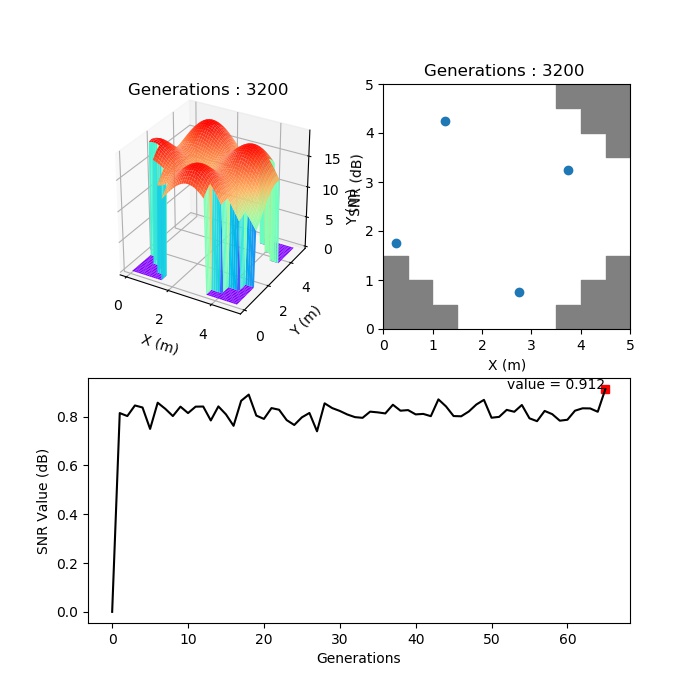 Generations : 3200
0
2
4
X (m)
0
2
4
Y (m)
0
5
10
15
SNR (dB)
Generations : 3200
0
1
2
3
4
5
Y (m)
0 1 2 3 4 5
X (m)
value = 0.912
0.0
0.2
0.4
0.6
0.8
SNR Value (dB)
0 10 20 30 40 50 60
Generations